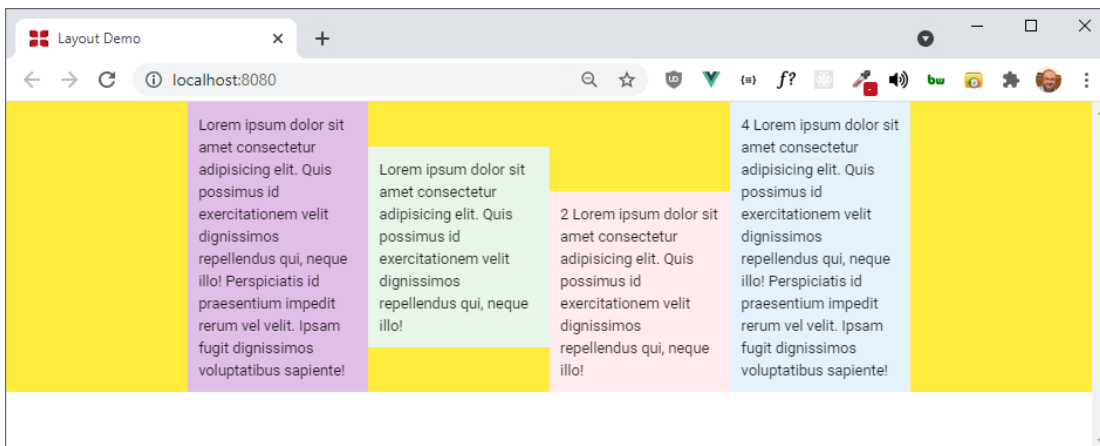 Layout Demo
localhost:8080
f?
bw
Lorem ipsum dolor sit
amet consectetur
adipisicing elit. Quis
possimus id
exercitationem velit
dignissimos
repellendus qui, neque
illo! Perspiciatis id
praesentium impedit
rerum vel velit. Ipsam
fugit dignissimos
voluptatibus sapiente!
Lorem ipsum dolor sit
amet consectetur
adipisicing elit. Quis
possimus id
exercitationem velit
dignissimos
repellendus qui, neque
illo!
2 Lorem ipsum dolor sit
amet consectetur
adipisicing elit. Quis
possimus id
exercitationem velit
dignissimos
repellendus qui, neque
illo!
4 Lorem ipsum dolor sit
amet consectetur
adipisicing elit. Quis
possimus id
exercitationem velit
dignissimos
repellendus qui, neque
illo! Perspiciatis id
praesentium impedit
rerum vel velit. Ipsam
fugit dignissimos
voluptatibus sapiente!